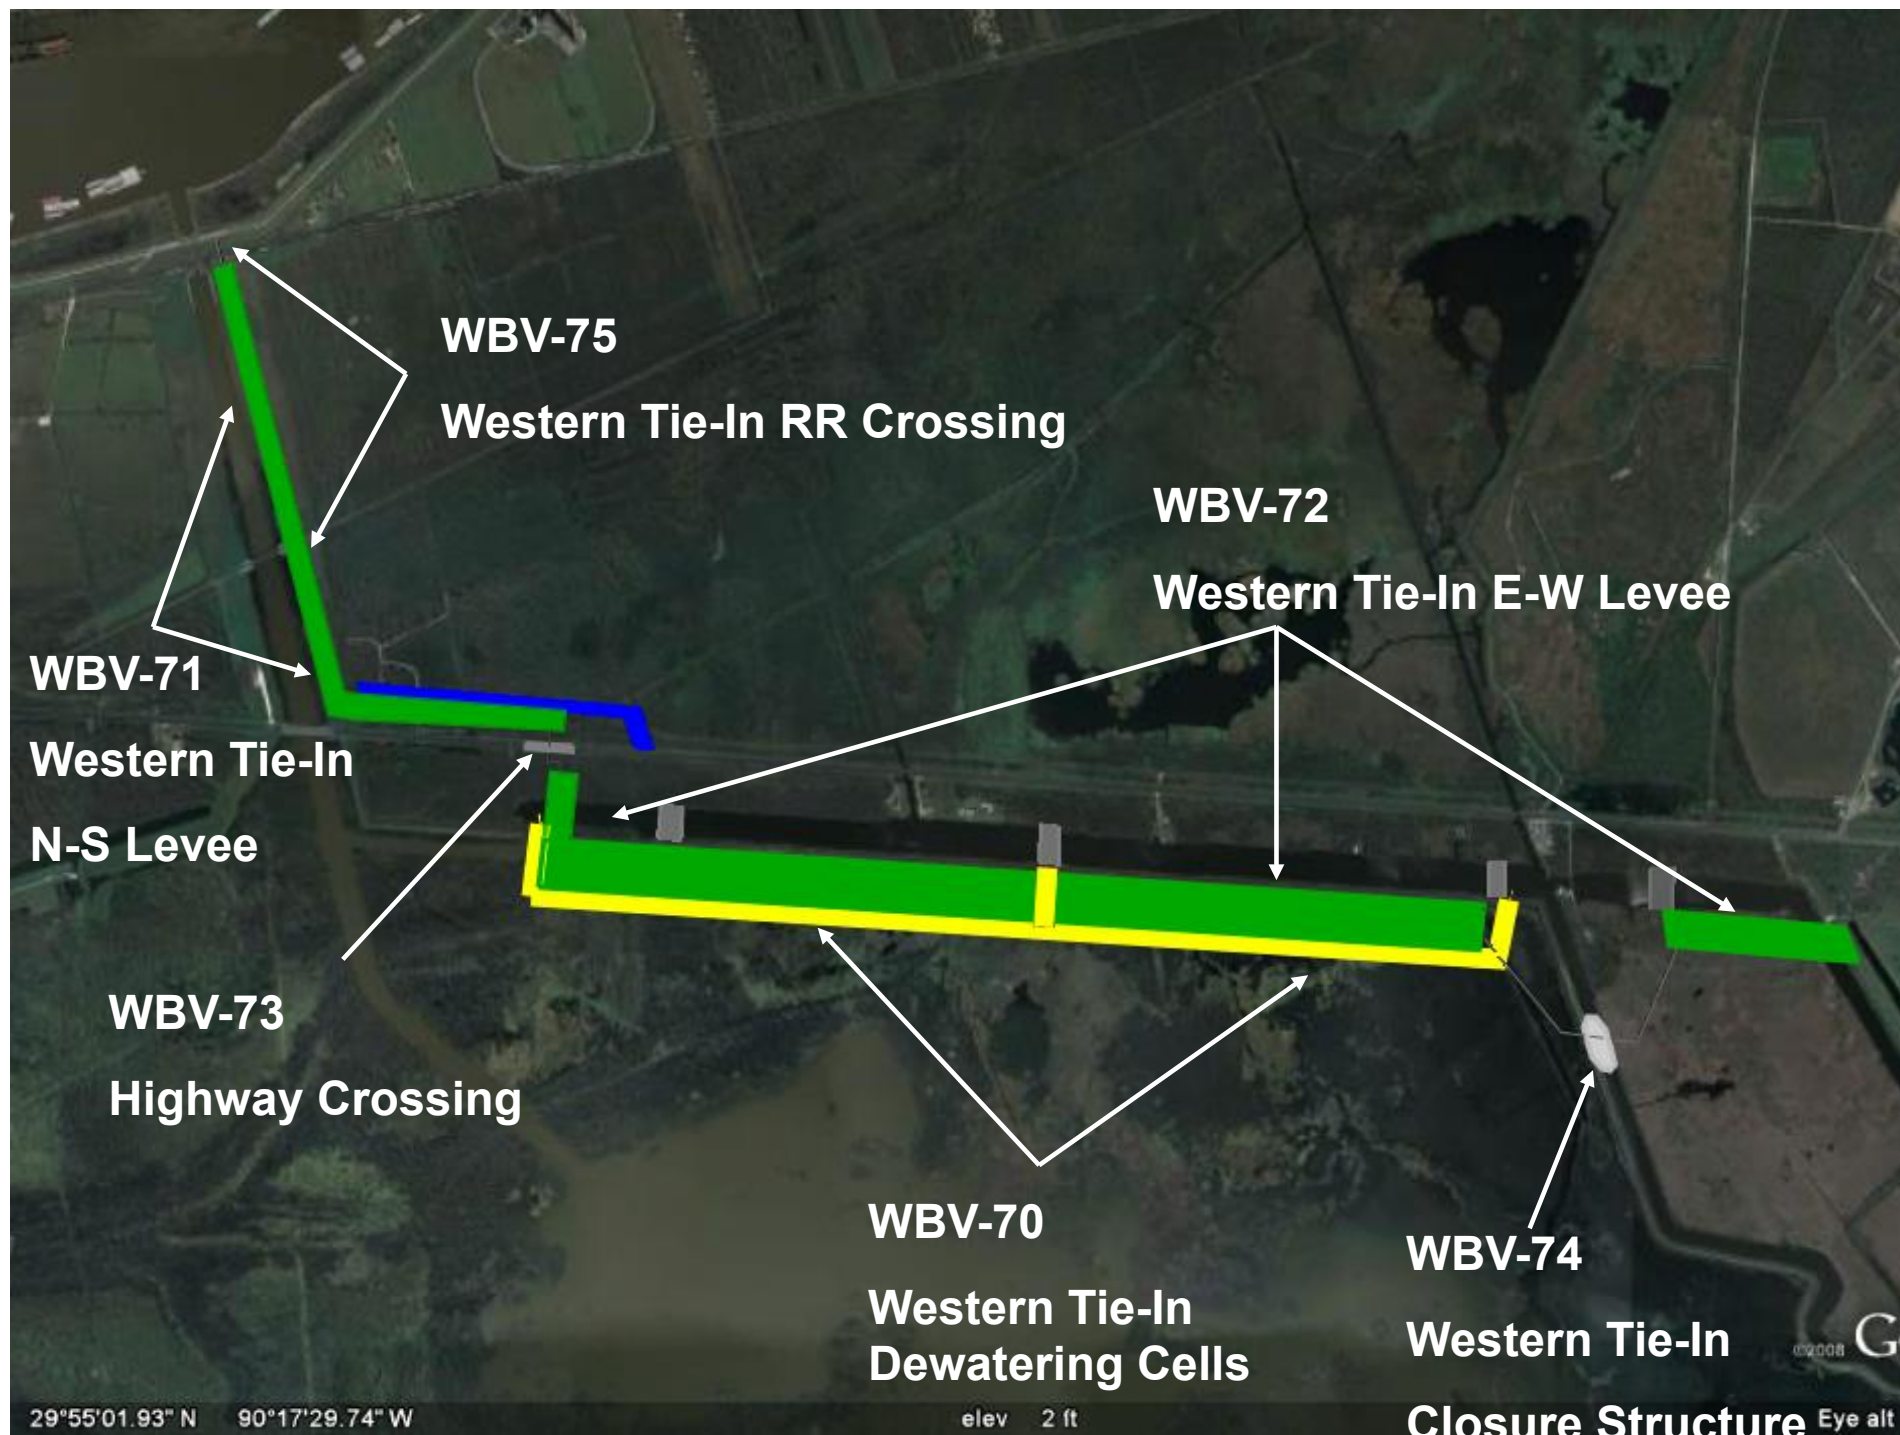 WBV-75
Western Tie-In RR Crossing
WBV-72
Western Tie-In E-W Levee
WBV-71
Western Tie-In
N-S Levee
WBV-73
Highway Crossing
WBV-70
Western Tie-In
Dewatering Cells
WBV-74
Western Tie-In
Closure Structure
©2008 G
29°55'01.93" N 90°17'29.74" W elev 2 ft Eye alt